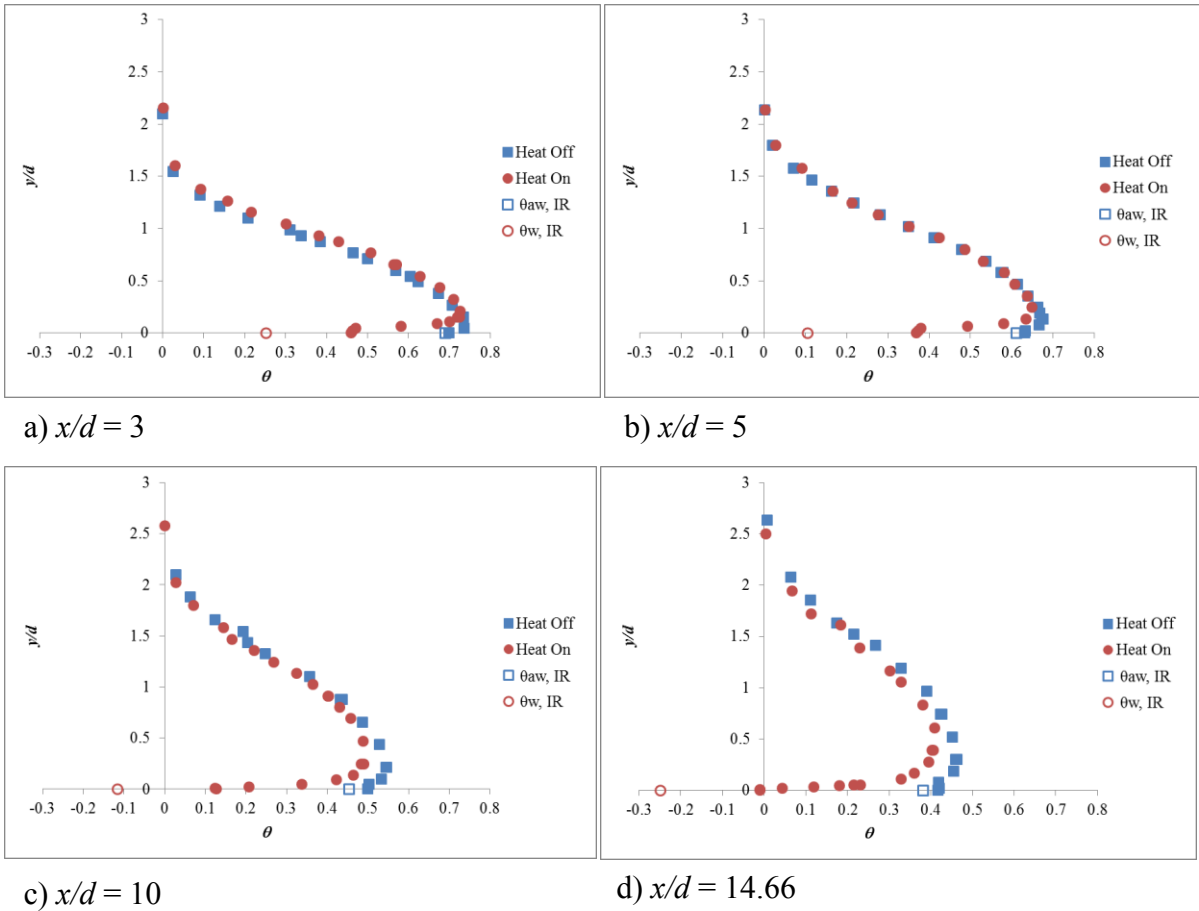 3
2.5
2
1.5
1
0.5
0
y/d
-0.3 -0.2 -0.1 0 0.1 0.2 0.3 0.4 0.5 0.6 0.7 0.8
θ
Heat Off
Heat On
θaw, IR
θw, IR
a) x/d = 3
3
2.5
2
1.5
1
0.5
0
y/d
-0.3 -0.2 -0.1 0 0.1 0.2 0.3 0.4 0.5 0.6 0.7 0.8
θ
Heat Off
Heat On
θaw, IR
θw, IR
b) x/d = 5
3
2.5
2
1.5
1
0.5
0
y/d
-0.3 -0.2 -0.1 0 0.1 0.2 0.3 0.4 0.5 0.6 0.7 0.8
θ
Heat Off
Heat On
θaw, IR
θw, IR
c) x/d = 10
3
2.5
2
1.5
1
0.5
0
y/d
-0.3 -0.2 -0.1 0 0.1 0.2 0.3 0.4 0.5 0.6 0.7 0.8
θ
Heat Off
Heat On
θaw, IR
θw, IR
d) x/d = 14.66